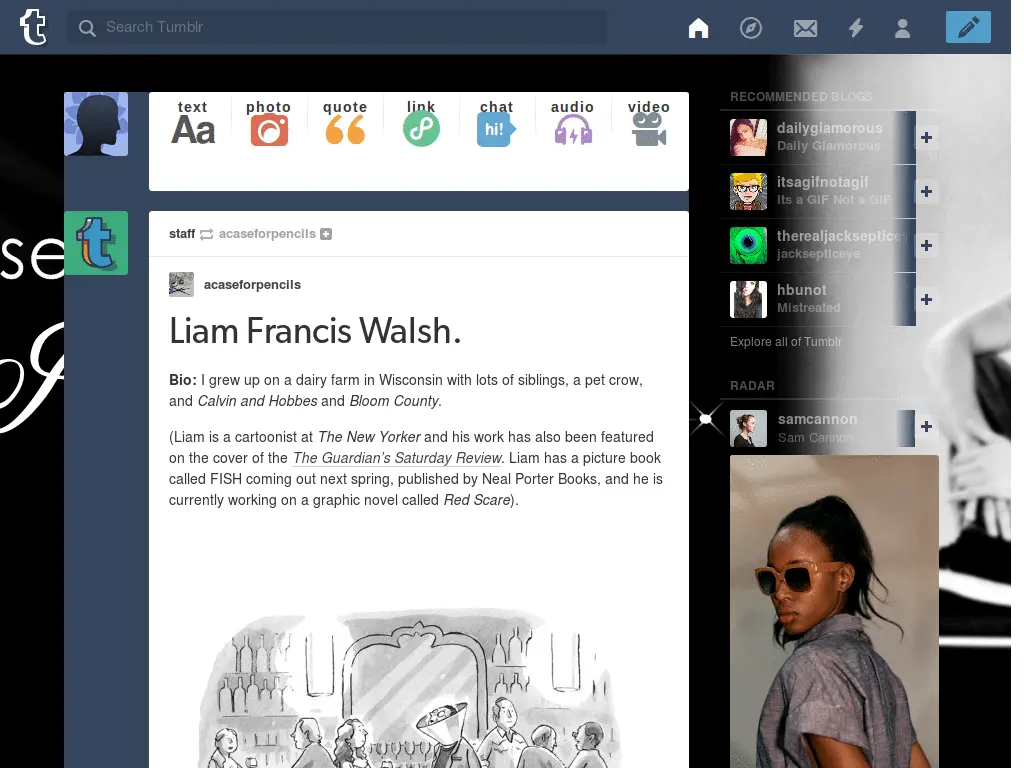 Search Tumblr
text photo quote link chat audio video
Aa
hi!
staff acaseforpencils
acaseforpencils
Liam Francis Walsh.
Bio: I grew up on a dairy farm in Wisconsin with lots of siblings, a pet crow,
and Calvin and Hobbes and Bloom County.
(Liam is a cartoonist at The New Yorker and his work has also been featured
on the cover of the The Guardian’s Saturday Review. Liam has a picture book
called FISH coming out next spring, published by Neal Porter Books, and he is
currently working on a graphic novel called Red Scare).
se
RECOMMENDED BLOGS
dailyglamorous
Daily Glamorous
itsagifnotagif
Its a GIF Not a GIF
therealjackseptice
jacksepticeye
hbunot
Mistreated
Explore all of Tumblr
RADAR
samcannon
Sam Cannon